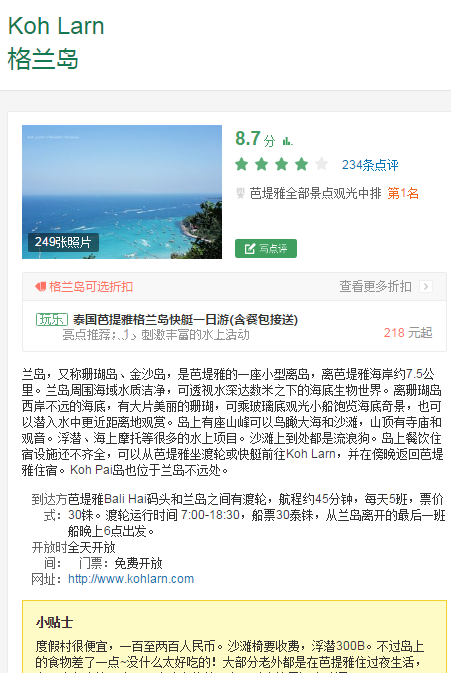 Koh Larn
格兰岛
8.7 分
234条点评
芭堤雅全部景点观光中排 第1名
249张照片
写点评
格兰岛可选折扣 查看更多折扣
玩乐 泰国芭堤雅格兰岛快艇一日游(含餐包接送)
亮点推荐：1、刺激丰富的水上活动
218 元起
兰岛，又称珊瑚岛、金沙岛，是芭堤雅的一座小型离岛，离芭堤雅海岸约7.5公
里。兰岛周围海域水质洁净，可透视水深达数米之下的海底生物世界。离珊瑚岛
西岸不远的海底，有大片美丽的珊瑚，可乘玻璃底观光小船饱览海底奇景，也可
以潜入水中更近距离地观赏。岛上有座山峰可以鸟瞰大海和沙滩，山顶有寺庙和
观音。浮潜、海上摩托等很多的水上项目。沙滩上到处都是流浪狗。岛上餐饮住
宿设施还不齐全，可以从芭堤雅坐渡轮或快艇前往Koh Larn，并在傍晚返回芭堤
雅住宿。Koh Pai岛也位于兰岛不远处。
到达方芭堤雅Bali Hai码头和兰岛之间有渡轮，航程约45分钟，每天5班，票价
式：30铢。渡轮运行时间 7:00-18:30，船票30泰铢，从兰岛离开的最后一班
船晚上6点出发。
开放时全天开放
间： 门票：免费开放
网址：http://www.kohlarn.com
小贴士
度假村很便宜，一百至两百人民币。沙滩椅要收费，浮潜300B。不过岛上
的食物差了一点~没什么太好吃的！大部分老外都是在芭堤雅住过夜生活，